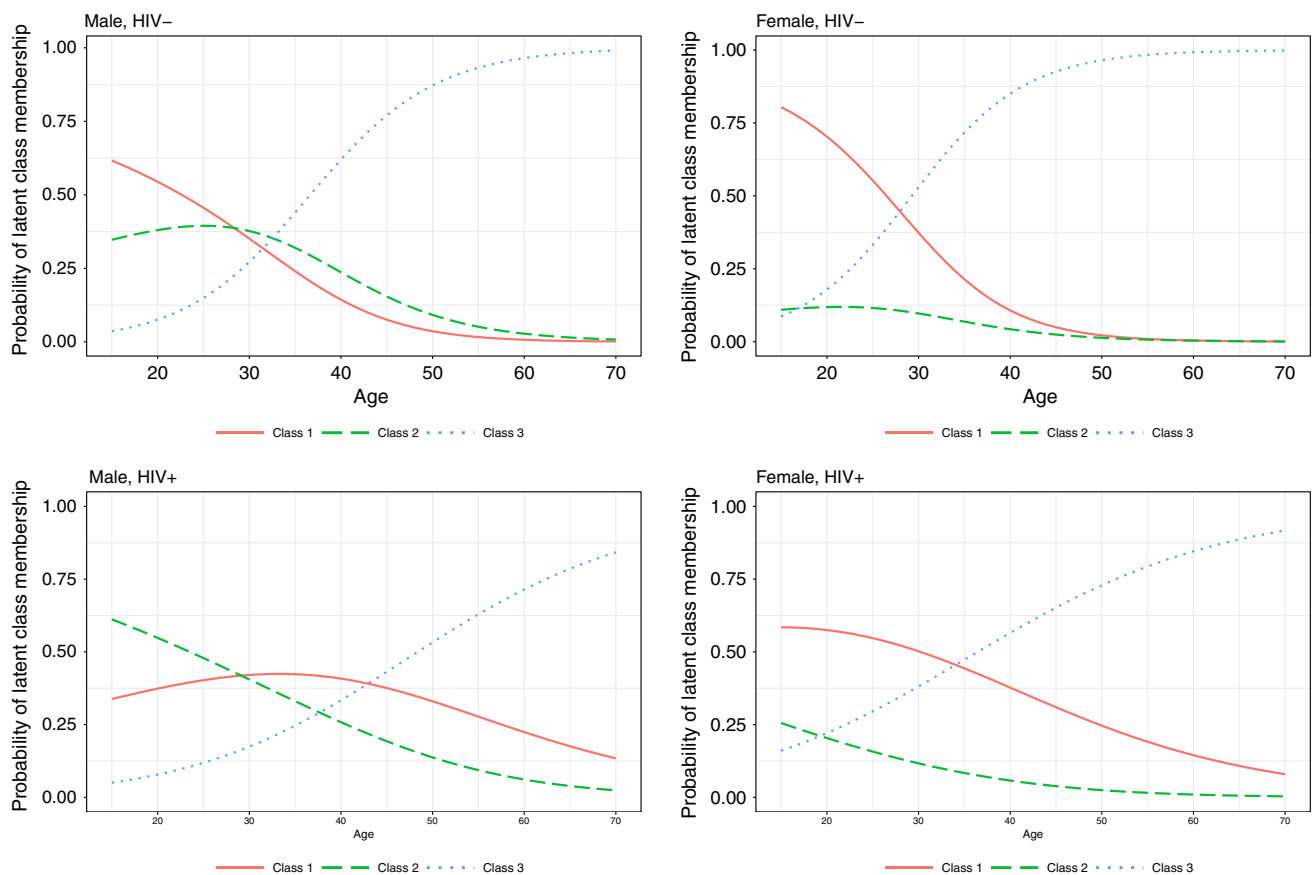 Male, HIV−
Probability of latent class membership
1.00
0.75
0.50
0.25
0.00
20 30 40 50 60 70
Age
Class 1 Class 2 Class 3
Female, HIV−
Probability of latent class membership
1.00
0.75
0.50
0.25
0.00
20 30 40 50 60 70
Age
Class 1 Class 2 Class 3
Male, HIV+
Probability of latent class membership
1.00
0.75
0.50
0.25
0.00
20 30 40 50 60 70
Age
Class 1 Class 2 Class 3
Female, HIV+
Probability of latent class membership
1.00
0.75
0.50
0.25
0.00
20 30 40 50 60 70
Age
Class 1 Class 2 Class 3